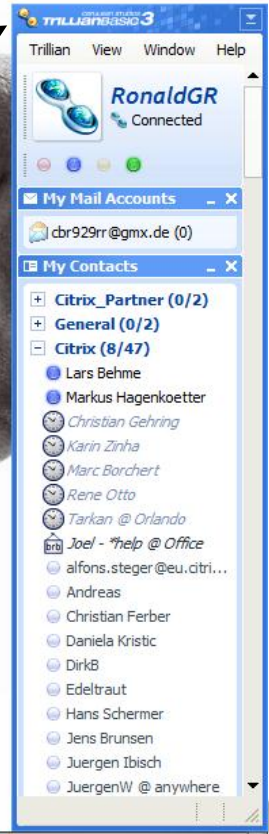 cerulean studios
TRILLIANBASIC 3
Trillian View Window Help
RonaldGR
Connected
My Mail Accounts
cbr929rr@gmx.de (0)
My Contacts
Citrix_Partner (0/2)
General (0/2)
Citrix (8/47)
Lars Behme
Markus Hagenkoetter
Christian Gehring
Karin Zinha
Marc Borchert
Rene Otto
Tarkan @ Orlando
brb Joel - *help @ Office
alfons.steger@eu.citri...
Andreas
Christian Ferber
Daniela Kristic
DirkB
Edeltraut
Hans Schermer
Jens Brunsen
Juergen Ibisch
JuergenW @ anywhere